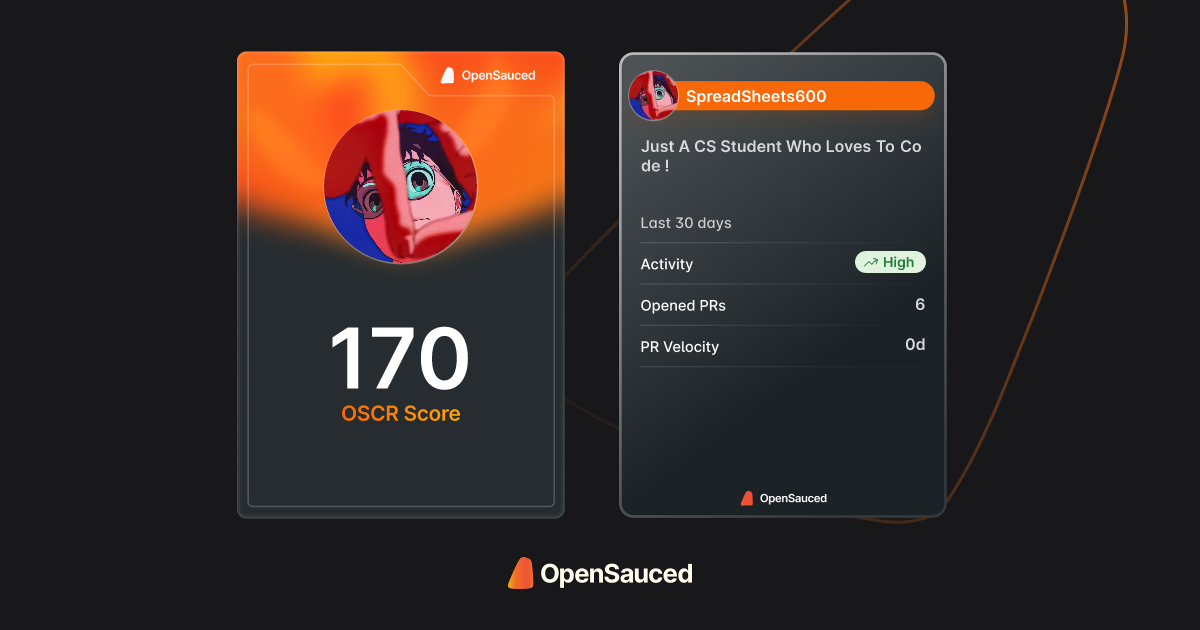 OpenSauced
170
OSCR Score
SpreadSheets600
Just A CS Student Who Loves To Co
de !
Last 30 days
Activity
High
Opened PRs
6
PR Velocity
0d
OpenSauced
OpenSauced